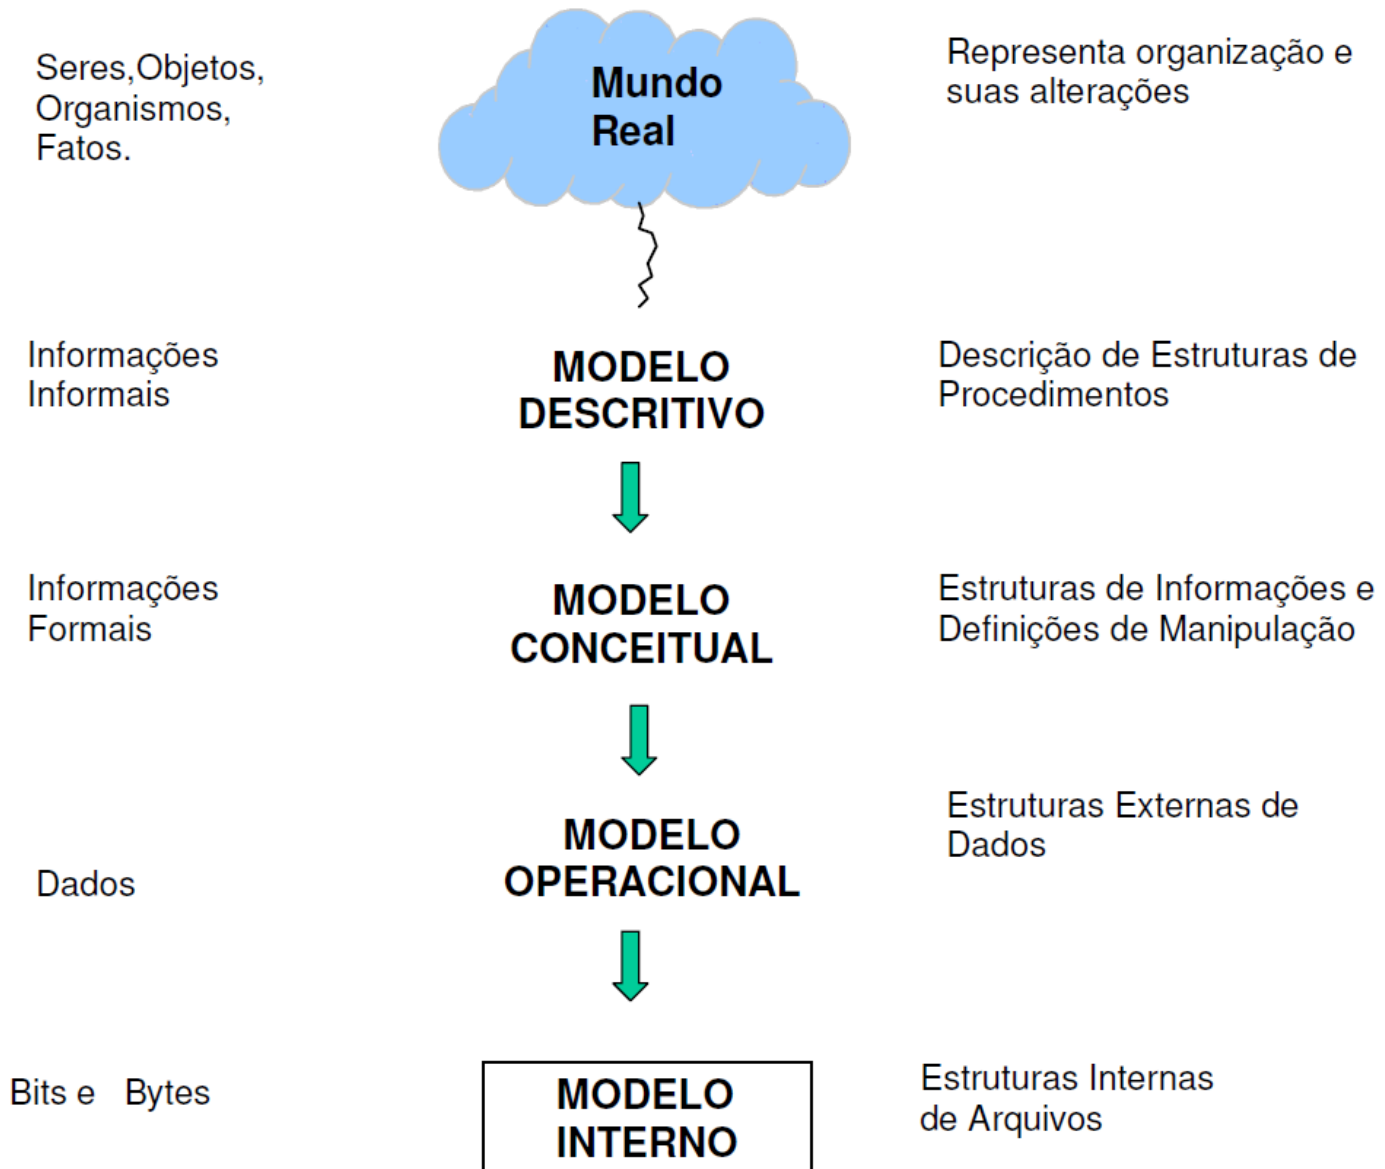 Seres,Objetos,
Organismos,
Fatos.
Mundo
Real
Representa organização e
suas alterações
Informações
Informais
MODELO
DESCRITIVO
Descrição de Estruturas de
Procedimentos
Informações
Formais
MODELO
CONCEITUAL
Estruturas de Informações e
Definições de Manipulação
Dados
MODELO
OPERACIONAL
Estruturas Externas de
Dados
Bits e Bytes
MODELO
INTERNO
Estruturas Internas
de Arquivos